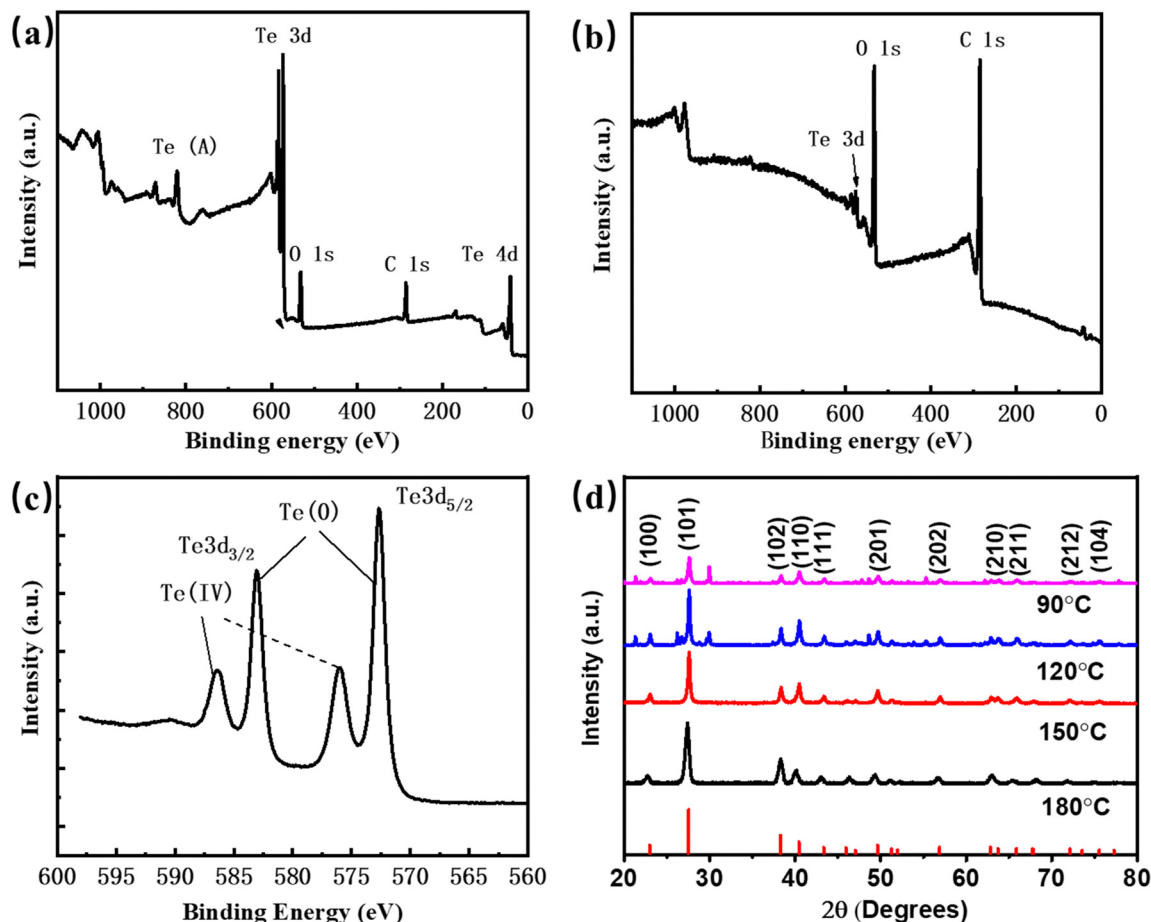 (a)
Te 3d
Te (A)
O 1s
C 1s
Te 4d
Intensity (a.u.)
1000 800 600 400 200 0
Binding energy (eV)
(b)
O 1s
C 1s
Te 3d
Intensity (a.u.)
1000 800 600 400 200 0
Binding energy (eV)
(c)
Te3d5/2
Te(0)
Te3d3/2
Te(IV)
Intensity (a.u.)
600 595 590 585 580 575 570 565 560
Binding Energy (eV)
(d)
(100) (101) (102) (110) (111) (201) (202) (210) (211) (212) (104)
90°C
120°C
150°C
180°C
Intensity (a.u.)
20 30 40 50 60 70 80
2θ (Degrees)